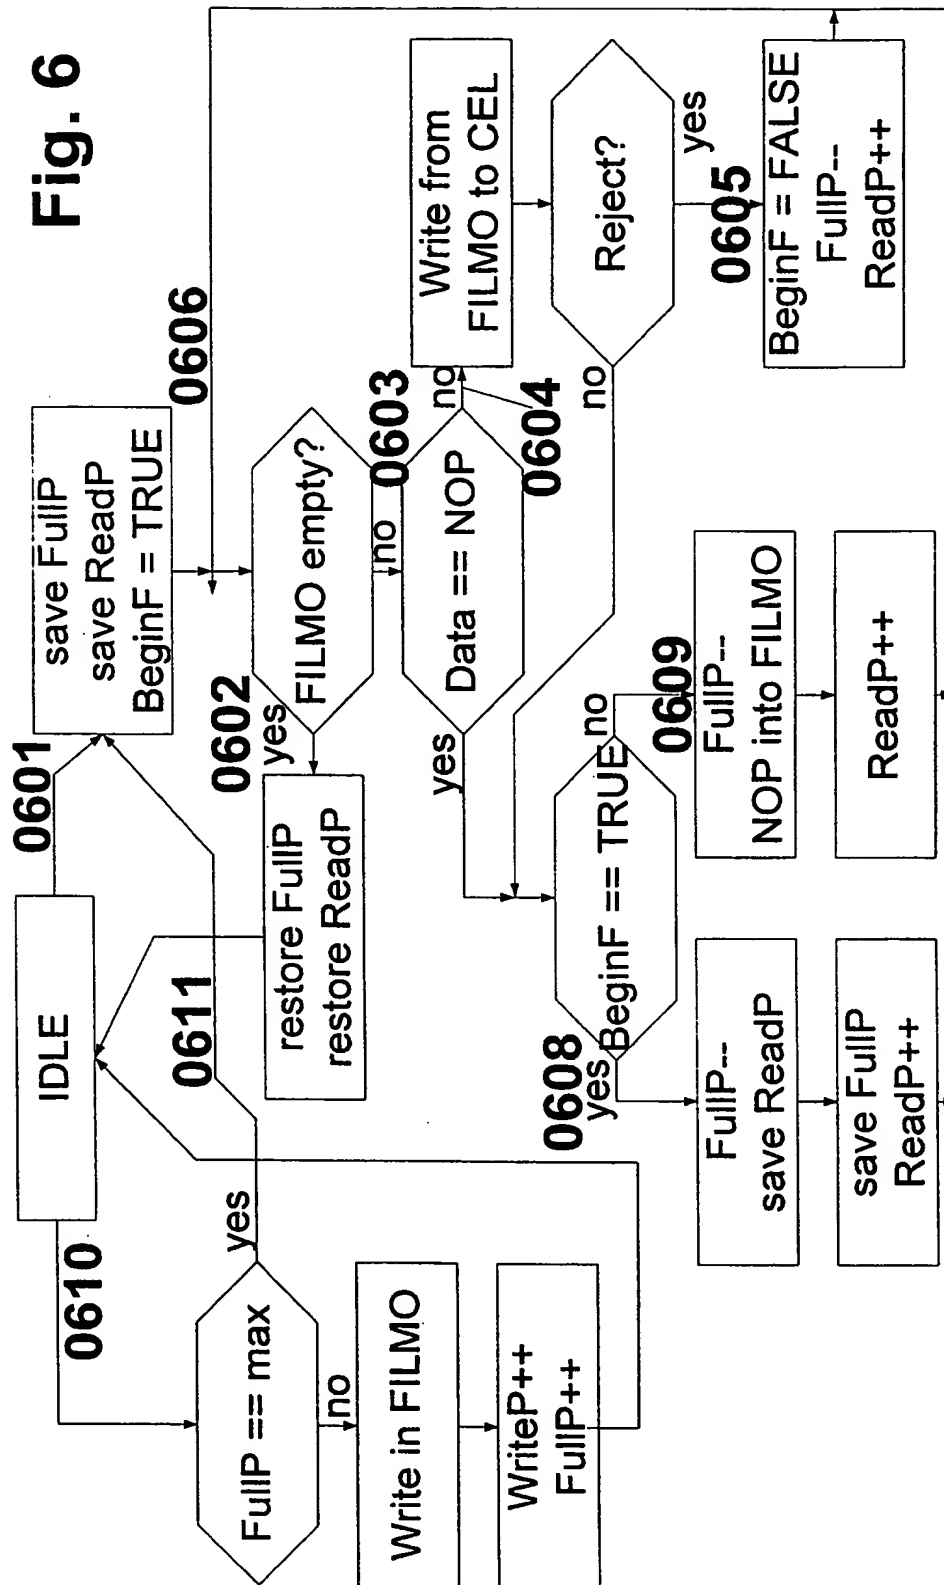 Fig. 6
IDLE
0610
0601
FullP == max
yes
no
0611
Write in FILMO
WriteP++
FullP++
save FullP
save ReadP
BeginF = TRUE
0606
FILMO empty?
0602
yes
no
restore FullP
restore ReadP
0603
Data == NOP
yes
no
0604
Write from
FILMO to CEL
Reject?
no
yes
0605
BeginF = FALSE
FullP--
ReadP++
BeginF == TRUE
0608
yes
no
0609
FullP--
save ReadP
save FullP
ReadP++
FullP--
NOP into FILMO
ReadP++